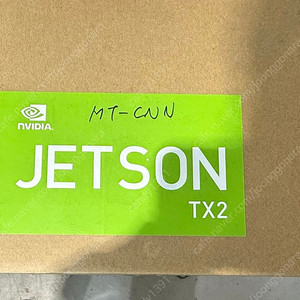 MT-CNN
NVIDIA.
JETSON
TX2